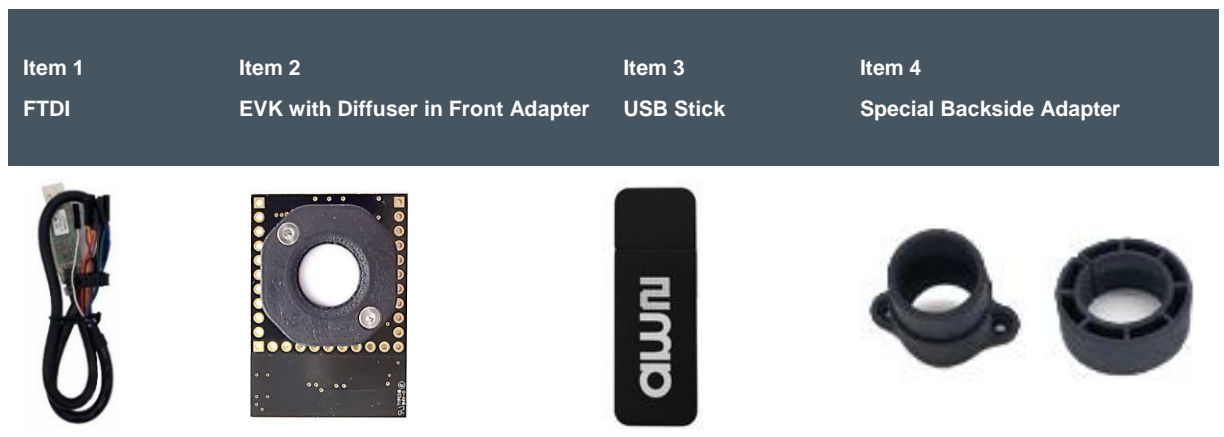 Item 1
Item 2
Item 3
Item 4
FTDI
EVK with Diffuser in Front Adapter
USB Stick
Special Backside Adapter
amun